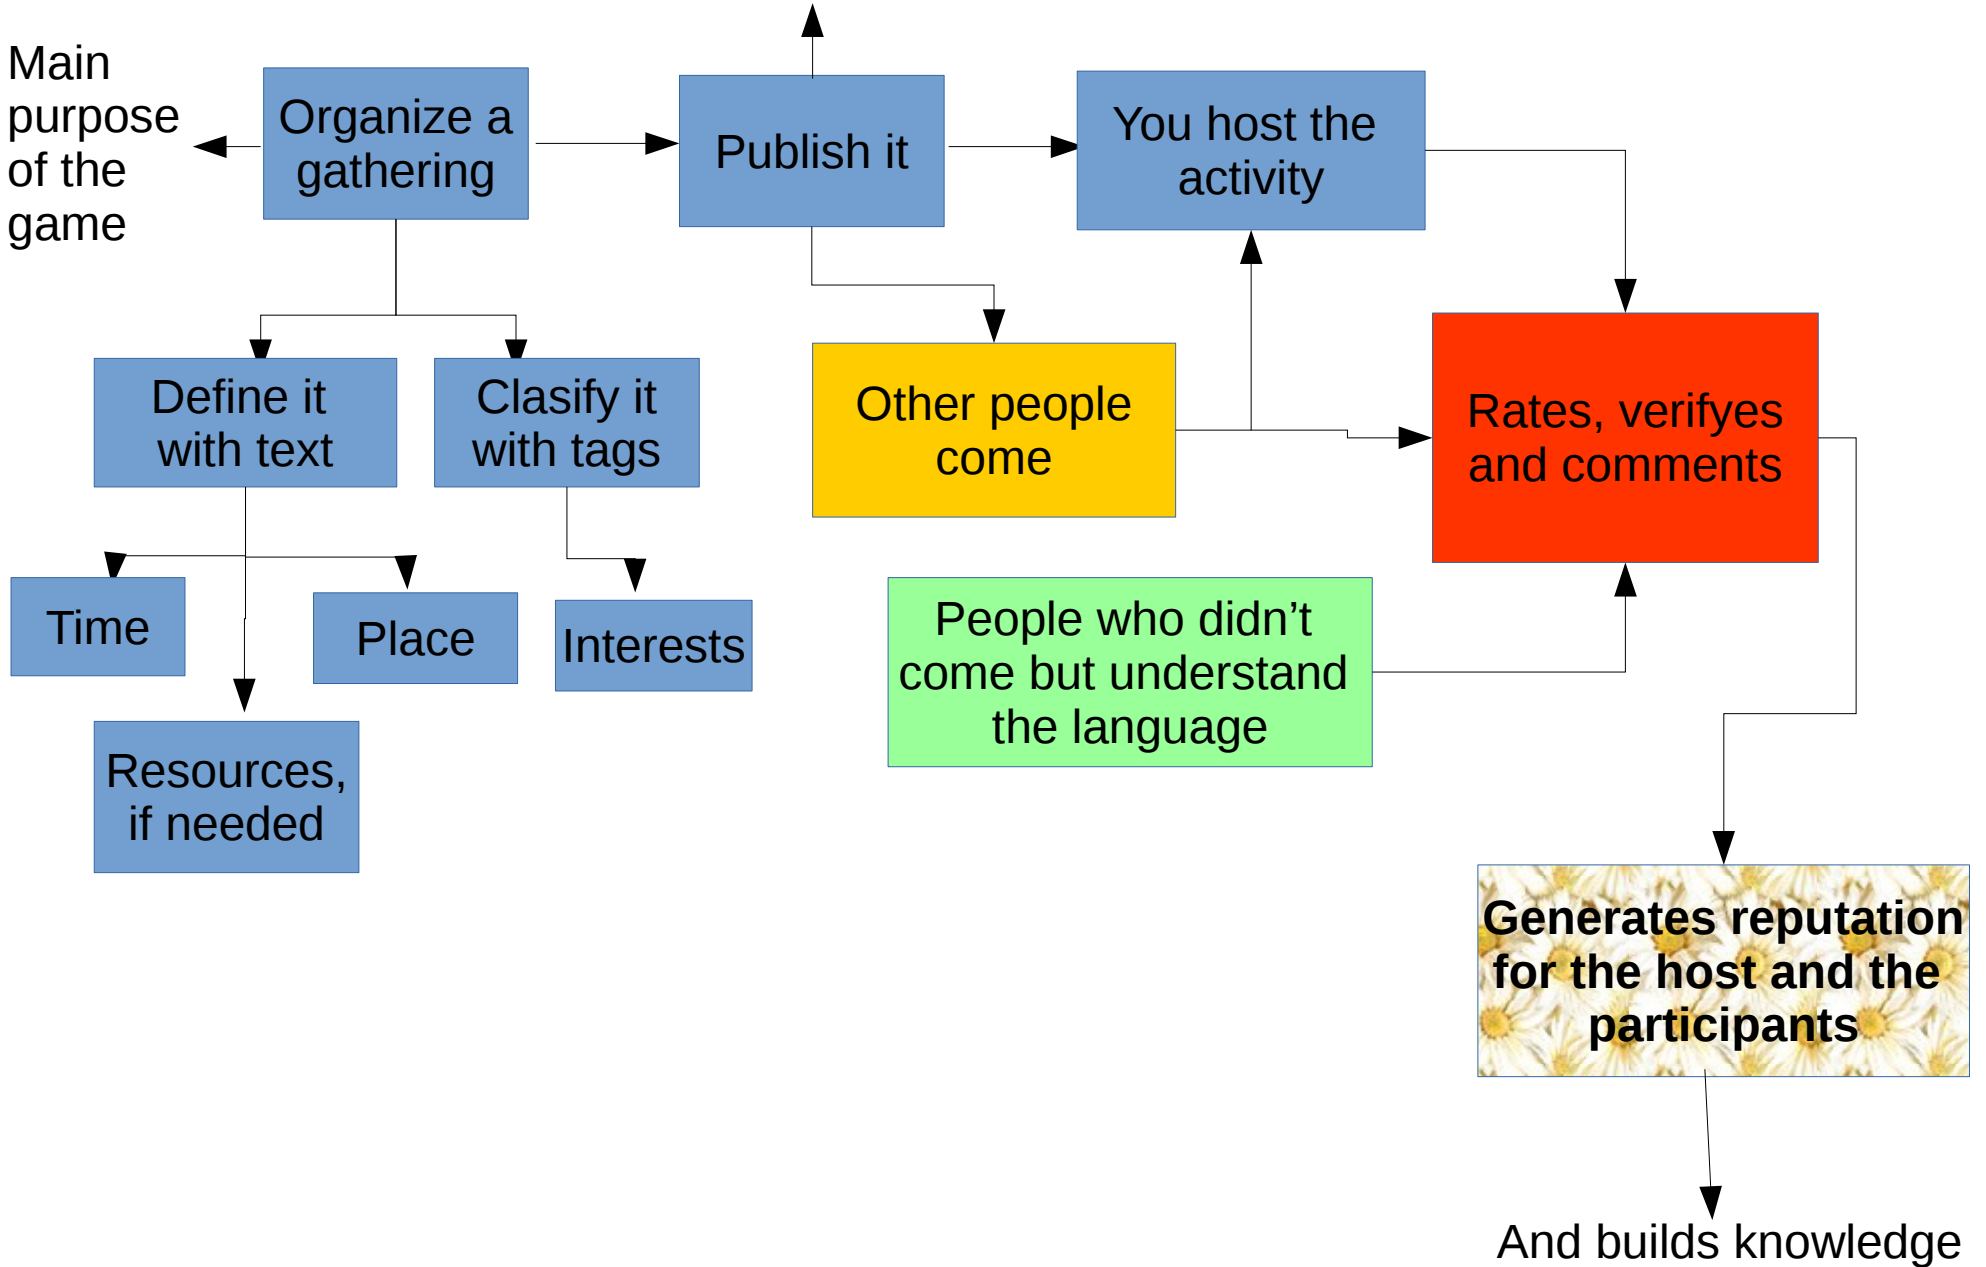 Main
purpose
of the
game
Organize a
gathering
Publish it
You host the
activity
Define it
with text
Clasify it
with tags
Other people
come
Rates, verifyes
and comments
Time
Place
Interests
People who didn’t
come but understand
the language
Resources,
if needed
Generates reputation
for the host and the
participants
And builds knowledge